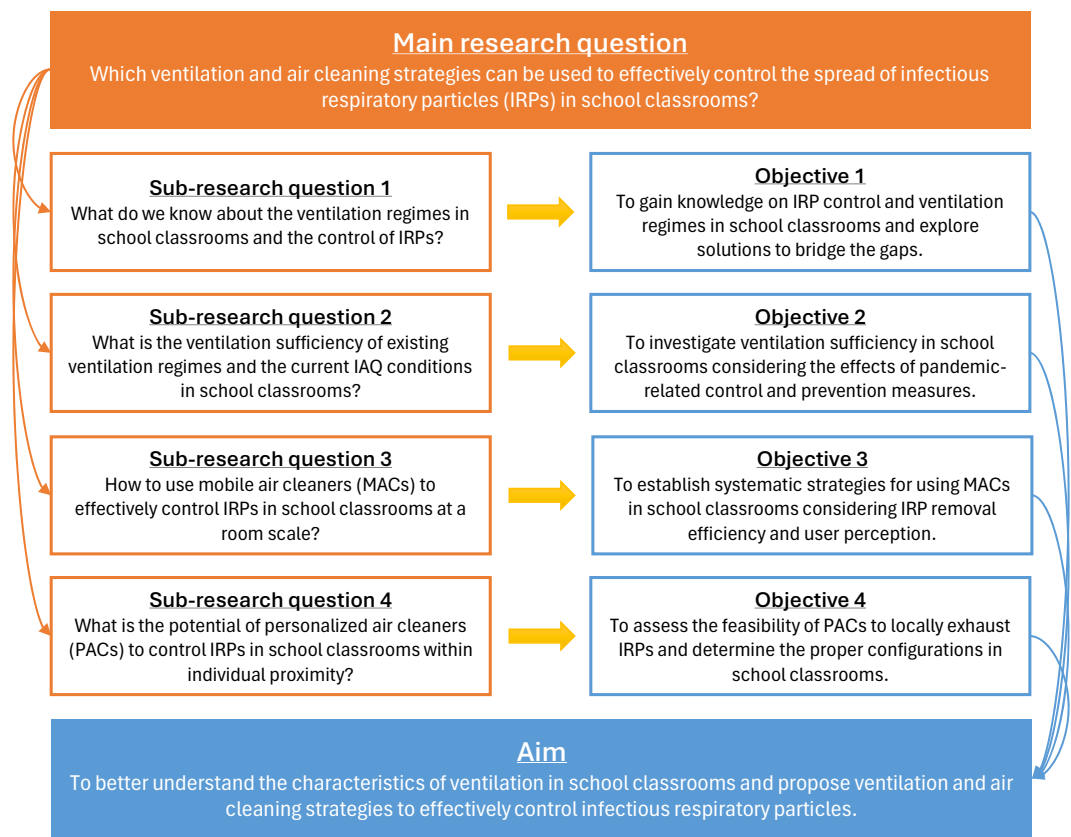 Main research question
Which ventilation and air cleaning strategies can be used to effectively control the spread of infectious
respiratory particles (IRPs) in school classrooms?
Sub-research question 1
What do we know about the ventilation regimes in
school classrooms and the control of IRPs?
Objective 1
To gain knowledge on IRP control and ventilation
regimes in school classrooms and explore
solutions to bridge the gaps.
Sub-research question 2
What is the ventilation sufficiency of existing
ventilation regimes and the current IAQ conditions
in school classrooms?
Objective 2
To investigate ventilation sufficiency in school
classrooms considering the effects of pandemic-
related control and prevention measures.
Sub-research question 3
How to use mobile air cleaners (MACs) to
effectively control IRPs in school classrooms at a
room scale?
Objective 3
To establish systematic strategies for using MACs
in school classrooms considering IRP removal
efficiency and user perception.
Sub-research question 4
What is the potential of personalized air cleaners
(PACs) to control IRPs in school classrooms within
individual proximity?
Objective 4
To assess the feasibility of PACs to locally exhaust
IRPs and determine the proper configurations in
school classrooms.
Aim
To better understand the characteristics of ventilation in school classrooms and propose ventilation and air
cleaning strategies to effectively control infectious respiratory particles.